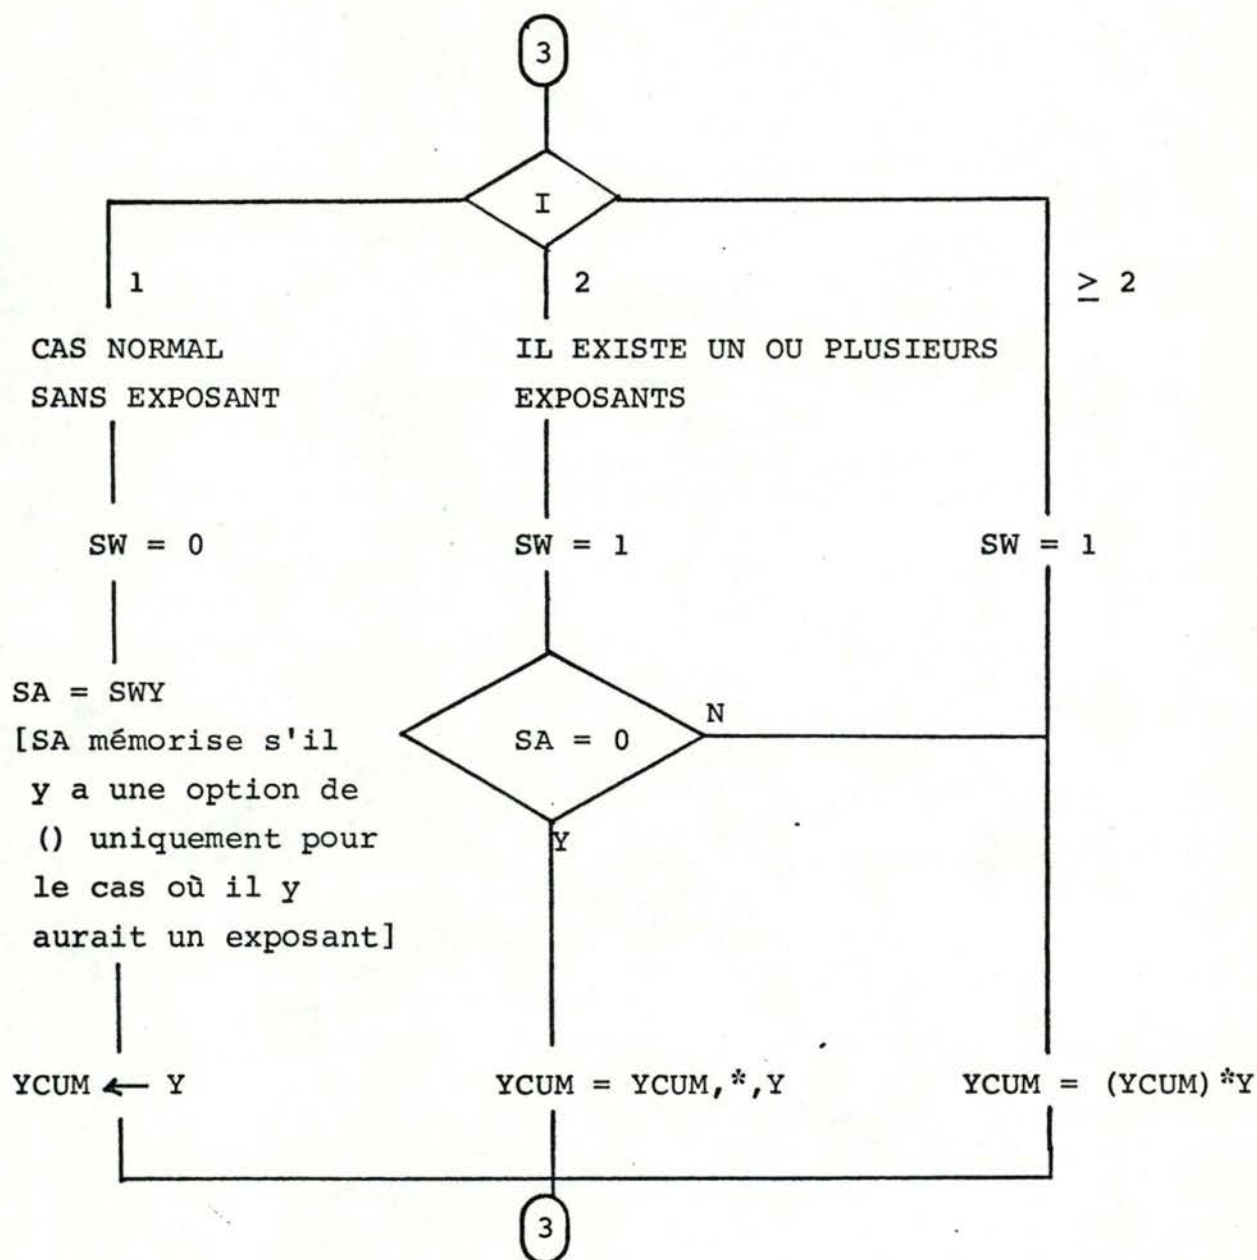 3
I
1
2
≥ 2
CAS NORMAL
SANS EXPOSANT
IL EXISTE UN OU PLUSIEURS
EXPOSANTS
SW = 0
SW = 1
SW = 1
SA = SWY
[SA mémorise s'il
y a une option de
() uniquement pour
le cas où il y
aurait un exposant]
SA = 0
N
Y
YCUM ← Y
YCUM = YCUM,*,Y
YCUM = (YCUM)*Y
3